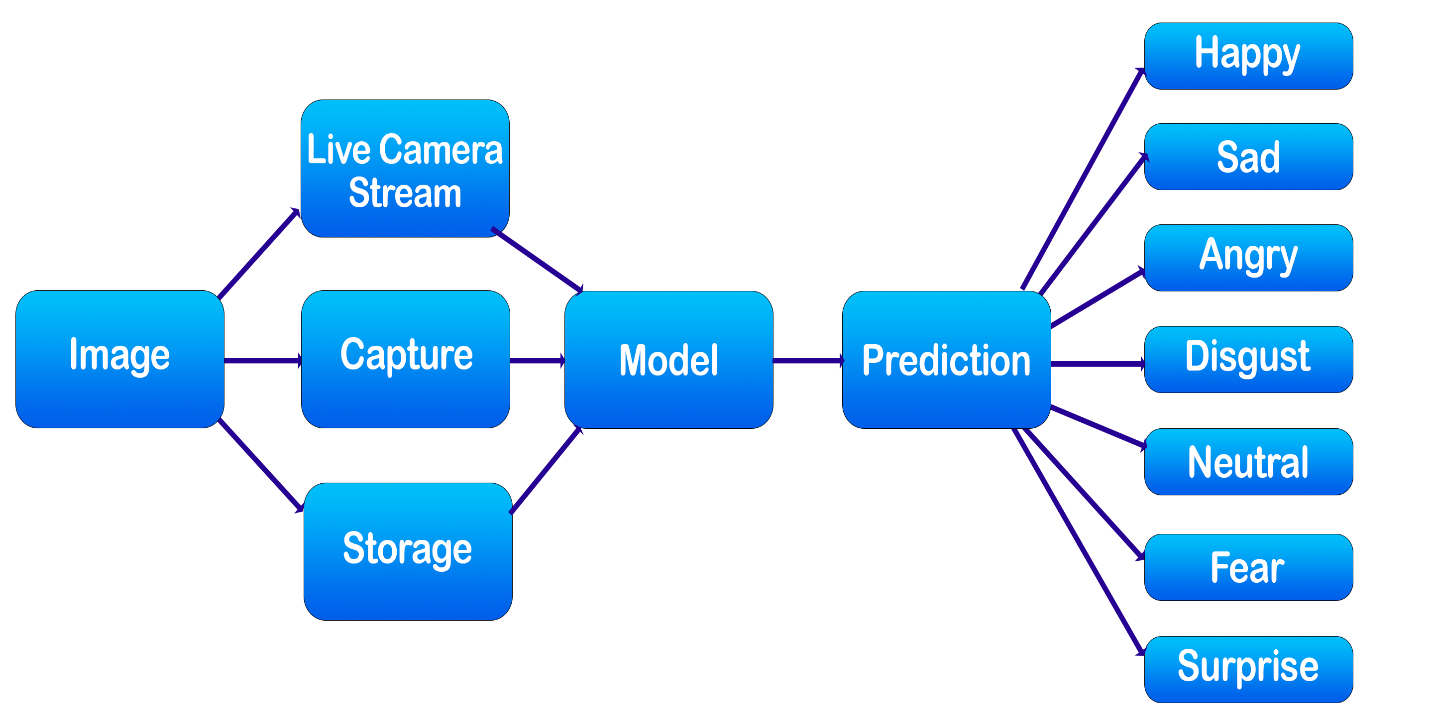 Image
Live Camera
Stream
Capture
Storage
Model
Prediction
Happy
Sad
Angry
Disgust
Neutral
Fear
Surprise